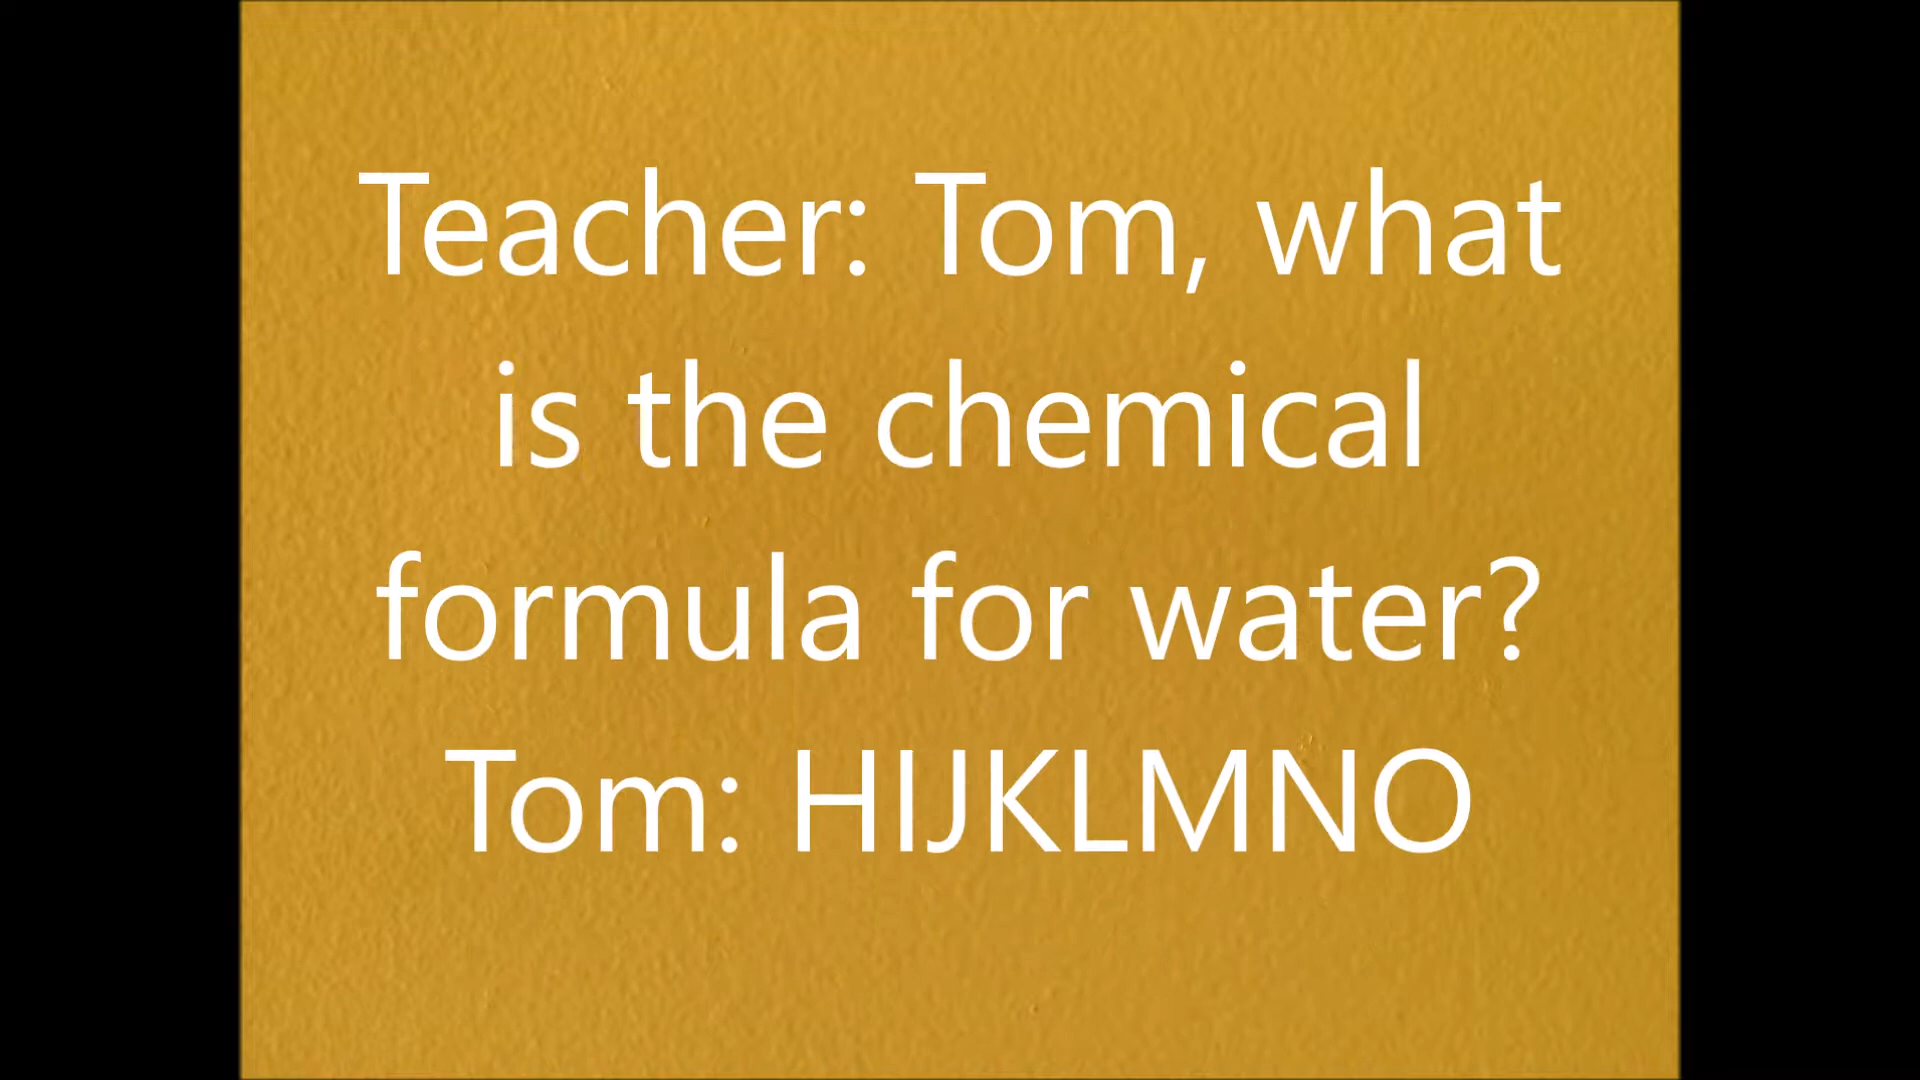 Teacher: Tom, what
is the chemical
formula for water?
Tom: HIJKLMNO